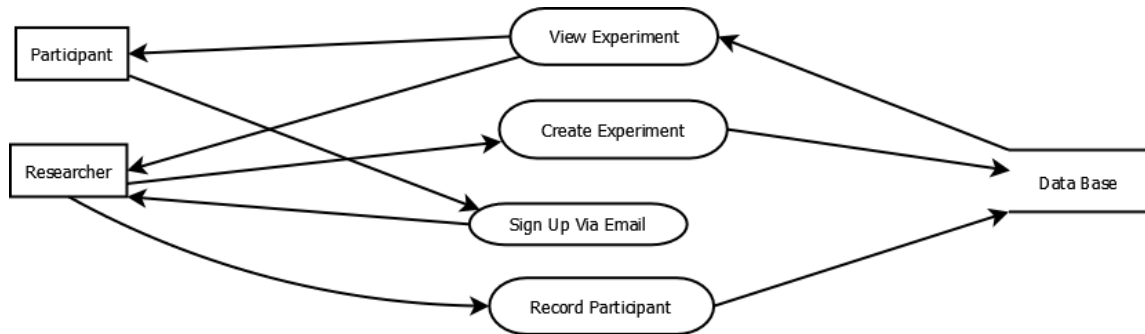 View Experiment
Participant
Create Experiment
Researcher
Data Base
Sign Up Via Email
Record Participant